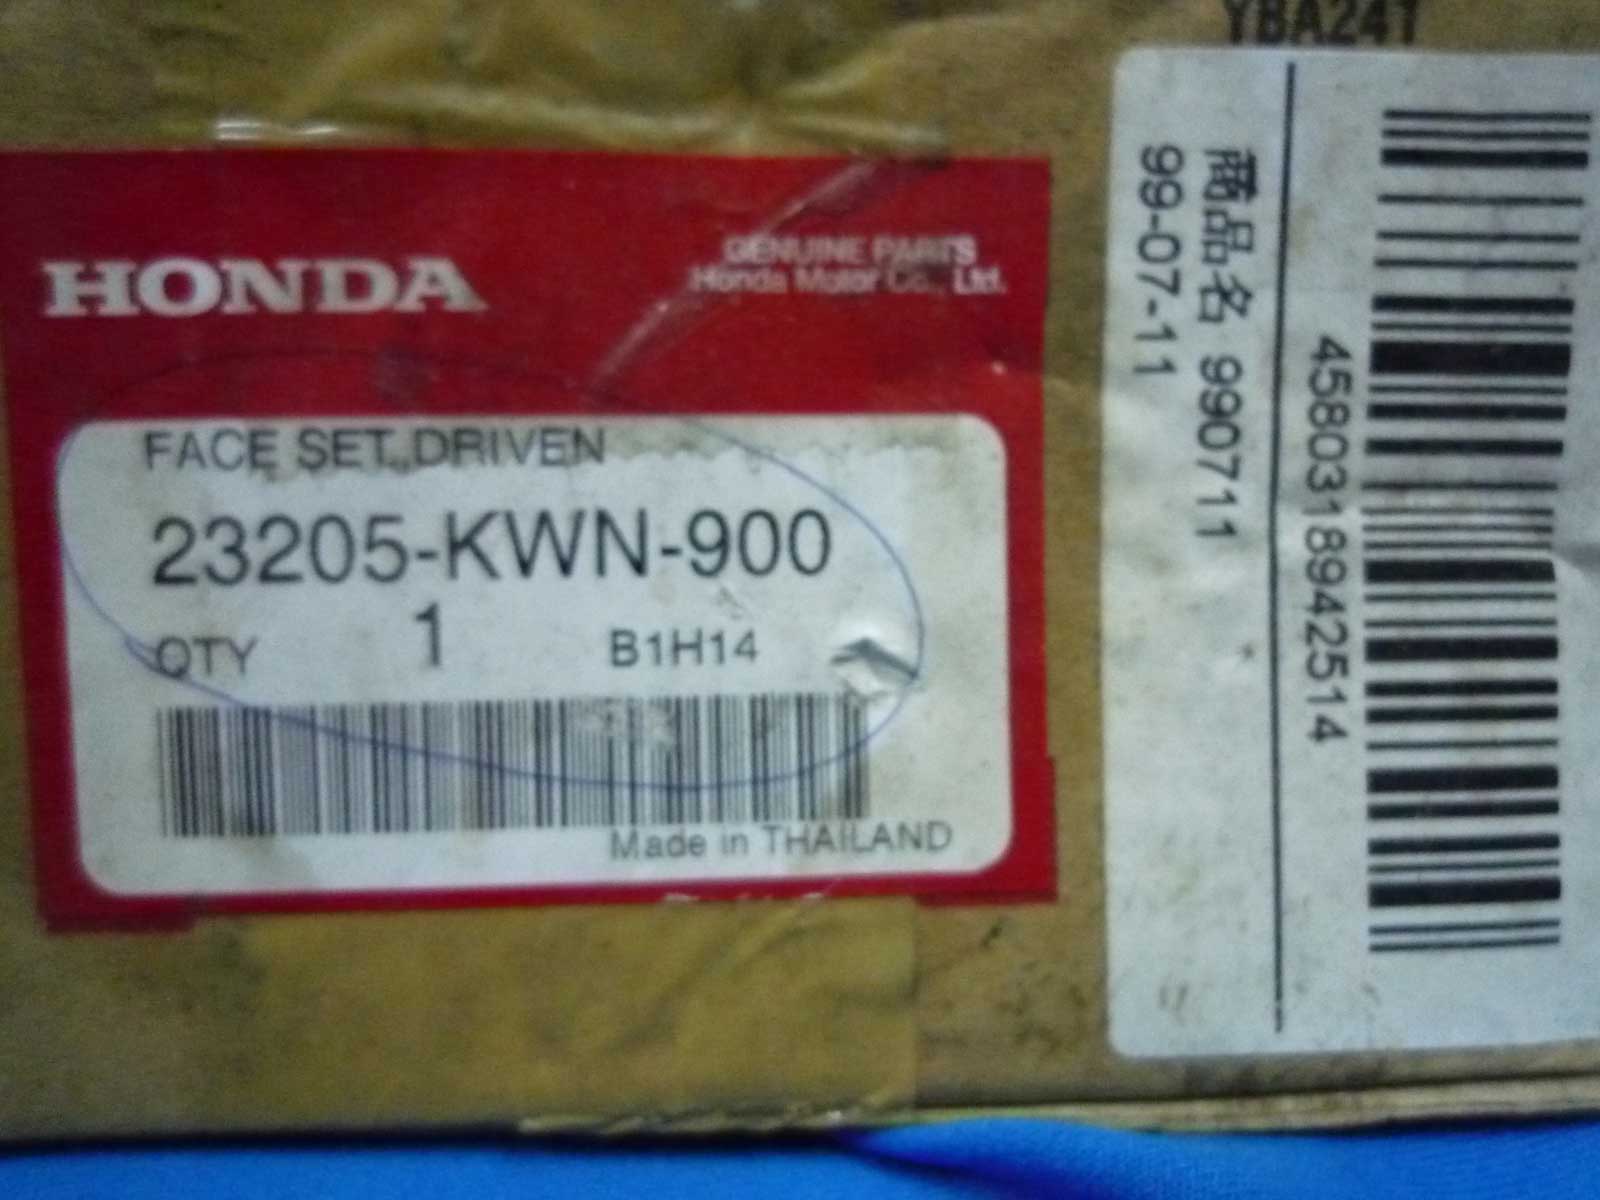 YBA241
HONDA
GENUINE PARTS
Honda Motor Co., Ltd.
FACE SET, DRIVEN
23205-KWN-900
QTY 1 B1H14
Made in THAILAND
4580318942514
商品名 990711
99-07-11